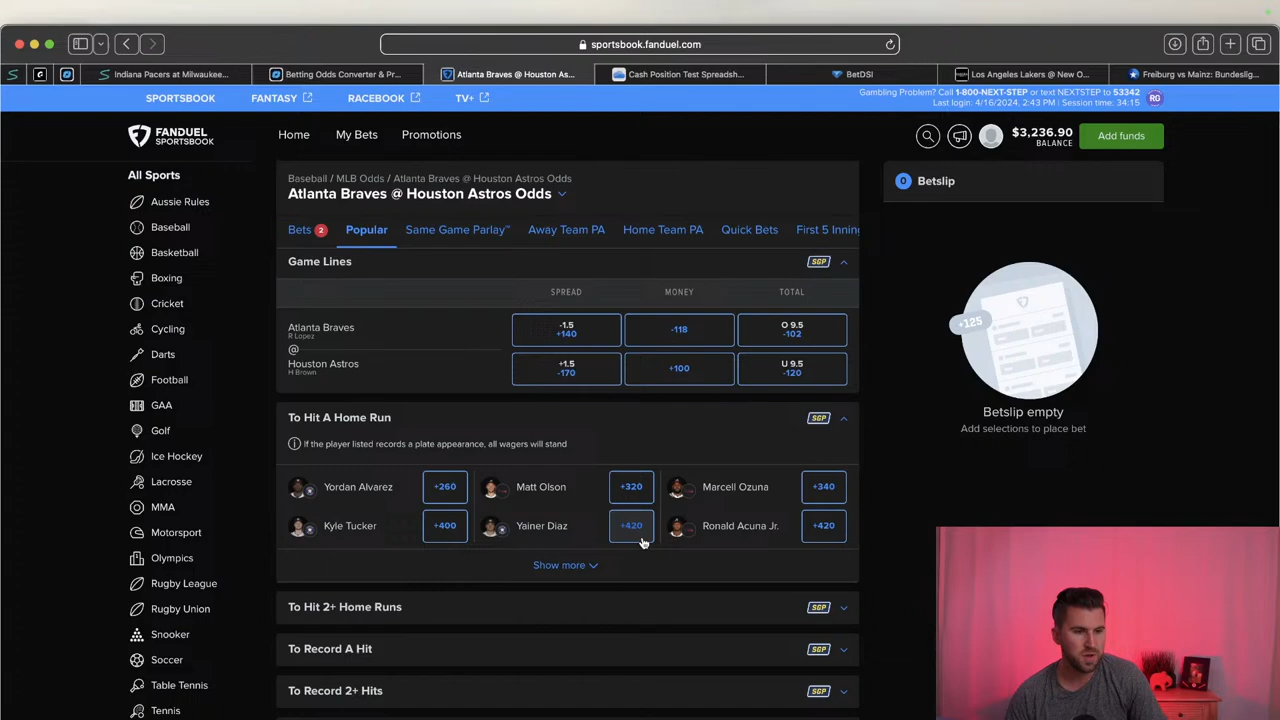 sportsbook.fanduel.com
Indiana Pacers at Milwaukee...
Betting Odds Converter & Pr...
Atlanta Braves @ Houston As...
Cash Position Test Spreadsh...
BetDSI
Los Angeles Lakers @ New O...
Freiburg vs Mainz: Bundeslig...
SPORTSBOOK
FANTASY
RACEBOOK
TV+
Gambling Problem? Call 1-800-NEXT-STEP or text NEXTSTEP to 53342
Last login: 4/16/2024, 2:43 PM | Session time: 34:15
RG
FANDUEL
SPORTSBOOK
Home
My Bets
Promotions
$3,236.90
BALANCE
Add funds
All Sports
Aussie Rules
Baseball
Basketball
Boxing
Cricket
Cycling
Darts
Football
GAA
Golf
Ice Hockey
Lacrosse
MMA
Motorsport
Olympics
Rugby League
Rugby Union
Snooker
Soccer
Table Tennis
Tennis
Baseball / MLB Odds / Atlanta Braves @ Houston Astros Odds
Atlanta Braves @ Houston Astros Odds
Bets 2
Popular
Same Game Parlay™
Away Team PA
Home Team PA
Quick Bets
First 5 Inning
Game Lines
SGP
SPREAD
MONEY
TOTAL
Atlanta Braves
R Lopez
-1.5
+140
-118
O 9.5
-102
@
Houston Astros
H Brown
+1.5
-170
+100
U 9.5
-120
To Hit A Home Run
SGP
If the player listed records a plate appearance, all wagers will stand
Yordan Alvarez
+260
Matt Olson
+320
Marcell Ozuna
+340
Kyle Tucker
+400
Yainer Diaz
+420
Ronald Acuna Jr.
+420
Show more
To Hit 2+ Home Runs
SGP
To Record A Hit
SGP
To Record 2+ Hits
SGP
0
Betslip
+125
Betslip empty
Add selections to place bet